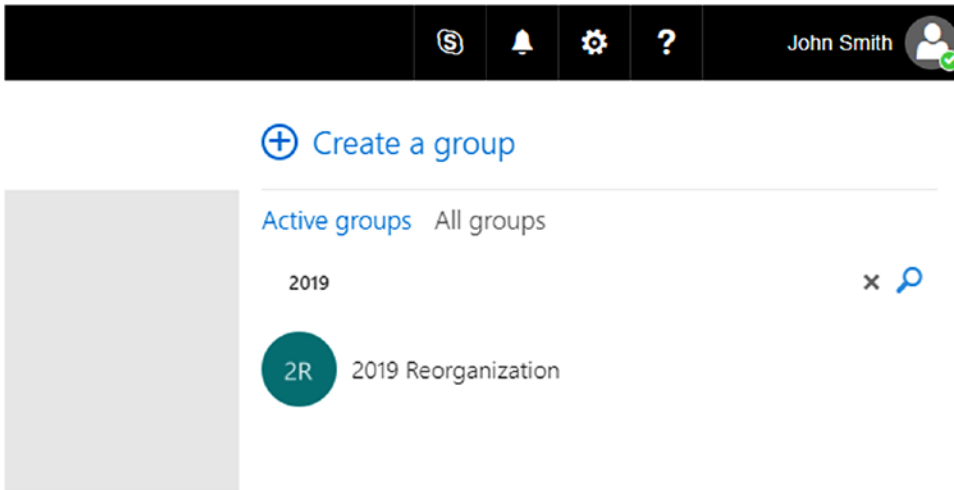 John Smith
Create a group
Active groups All groups
2019
2R 2019 Reorganization